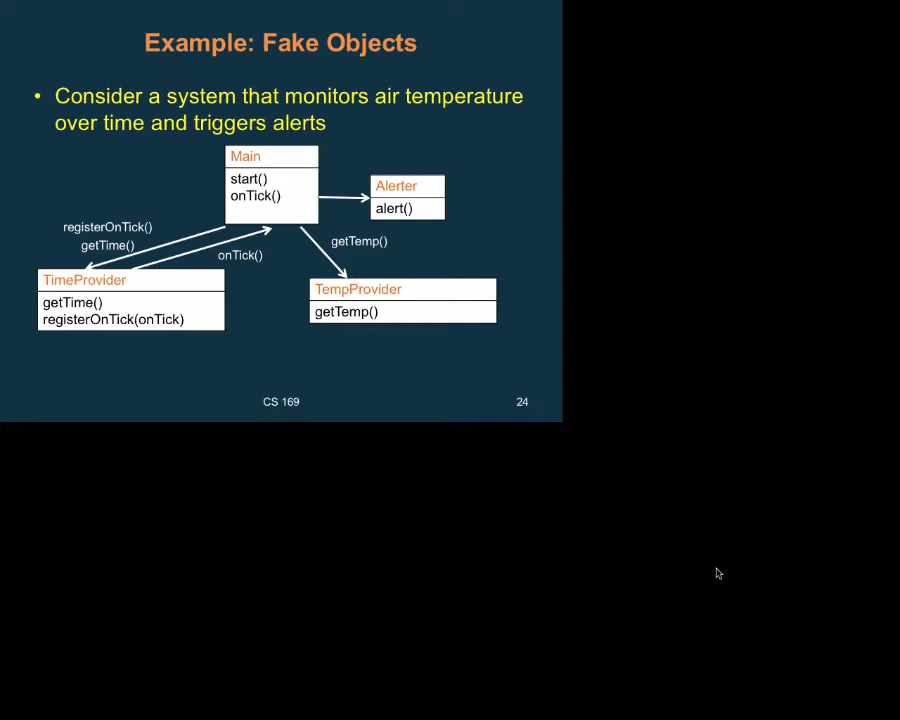 Example: Fake Objects
• Consider a system that monitors air temperature
over time and triggers alerts
Main
start()
onTick()
Alerter
alert()
registerOnTick()
getTime()
onTick()
getTemp()
TimeProvider
getTime()
registerOnTick(onTick)
TempProvider
getTemp()
CS 169
24